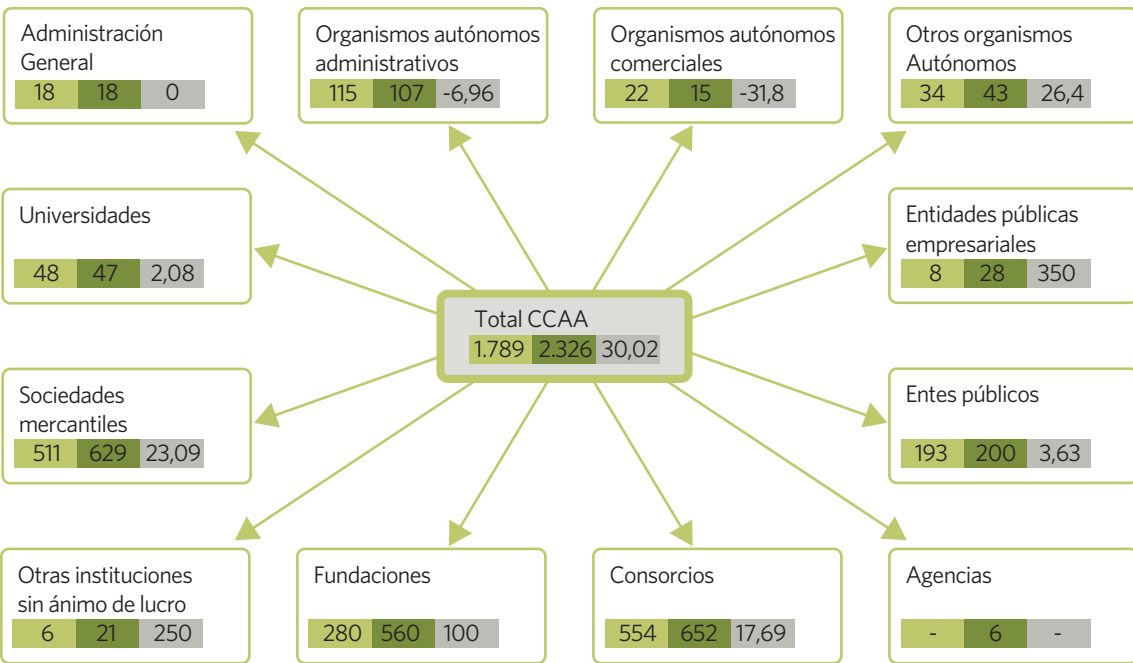 Administración
General
18 18 0
Organismos autónomos
administrativos
115 107 -6,96
Organismos autónomos
comerciales
22 15 -31,8
Otros organismos
Autónomos
34 43 26,4
Universidades
48 47 2,08
Entidades públicas
empresariales
8 28 350
Total CCAA
1.789 2.326 30,02
Sociedades
mercantiles
511 629 23,09
Entes públicos
193 200 3,63
Otras instituciones
sin ánimo de lucro
6 21 250
Fundaciones
280 560 100
Consorcios
554 652 17,69
Agencias
- 6 -